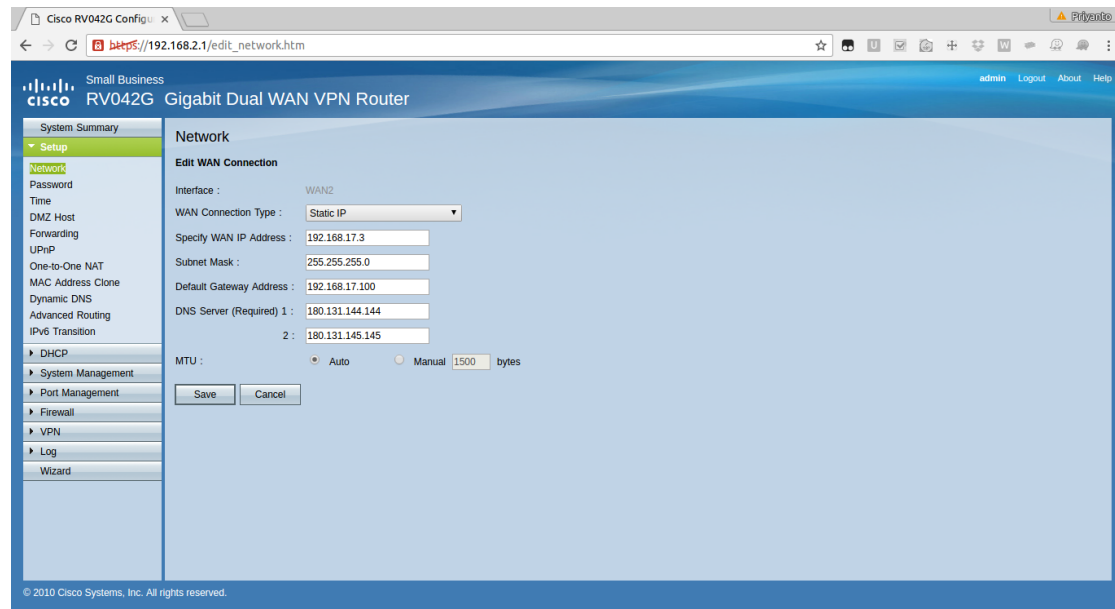 Cisco RV042G Configu
Priyanto
https://192.168.2.1/edit_network.htm
Small Business
cisco RV042G Gigabit Dual WAN VPN Router
admin Logout About Help
System Summary
Setup
Network
Password
Time
DMZ Host
Forwarding
UPnP
One-to-One NAT
MAC Address Clone
Dynamic DNS
Advanced Routing
IPv6 Transition
DHCP
System Management
Port Management
Firewall
VPN
Log
Wizard
Network
Edit WAN Connection
Interface : WAN2
WAN Connection Type : Static IP
Specify WAN IP Address : 192.168.17.3
Subnet Mask : 255.255.255.0
Default Gateway Address : 192.168.17.100
DNS Server (Required) 1 : 180.131.144.144
2 : 180.131.145.145
MTU : Auto Manual 1500 bytes
Save Cancel
© 2010 Cisco Systems, Inc. All rights reserved.